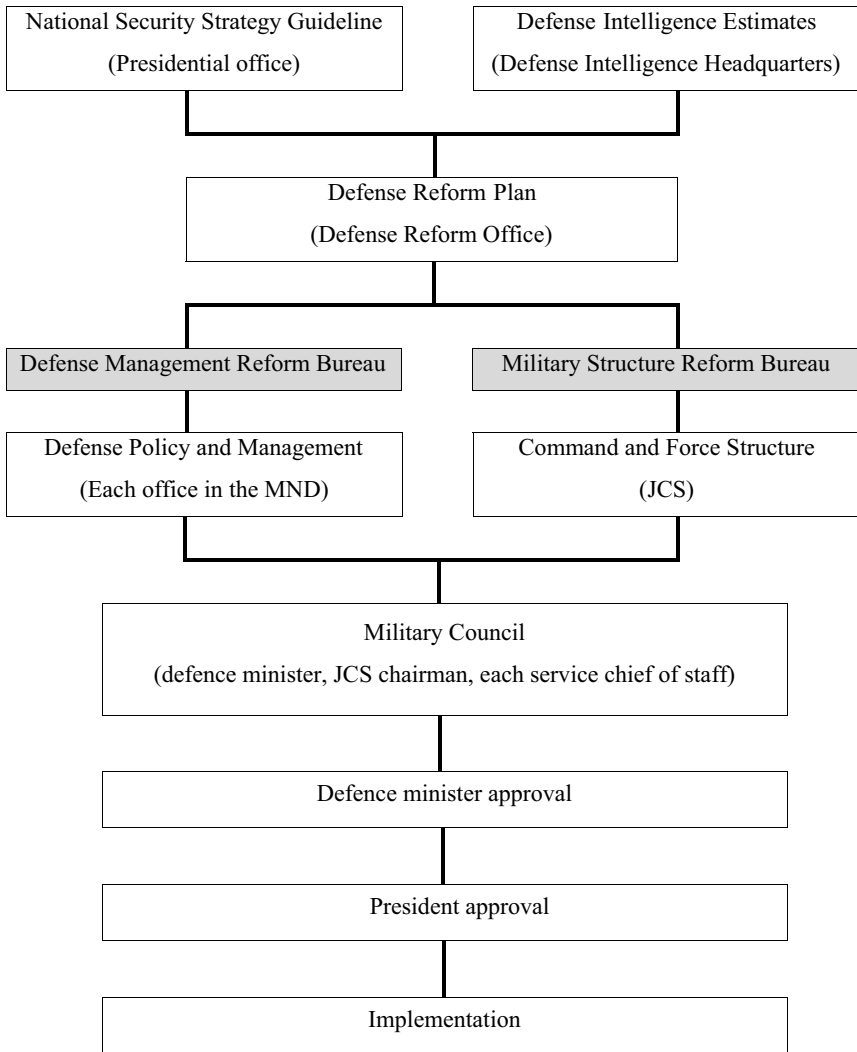 National Security Strategy Guideline
(Presidential office)
Defense Intelligence Estimates
(Defense Intelligence Headquarters)
Defense Reform Plan
(Defense Reform Office)
Defense Management Reform Bureau
Military Structure Reform Bureau
Defense Policy and Management
(Each office in the MND)
Command and Force Structure
(JCS)
Military Council
(defence minister, JCS chairman, each service chief of staff)
Defence minister approval
President approval
Implementation